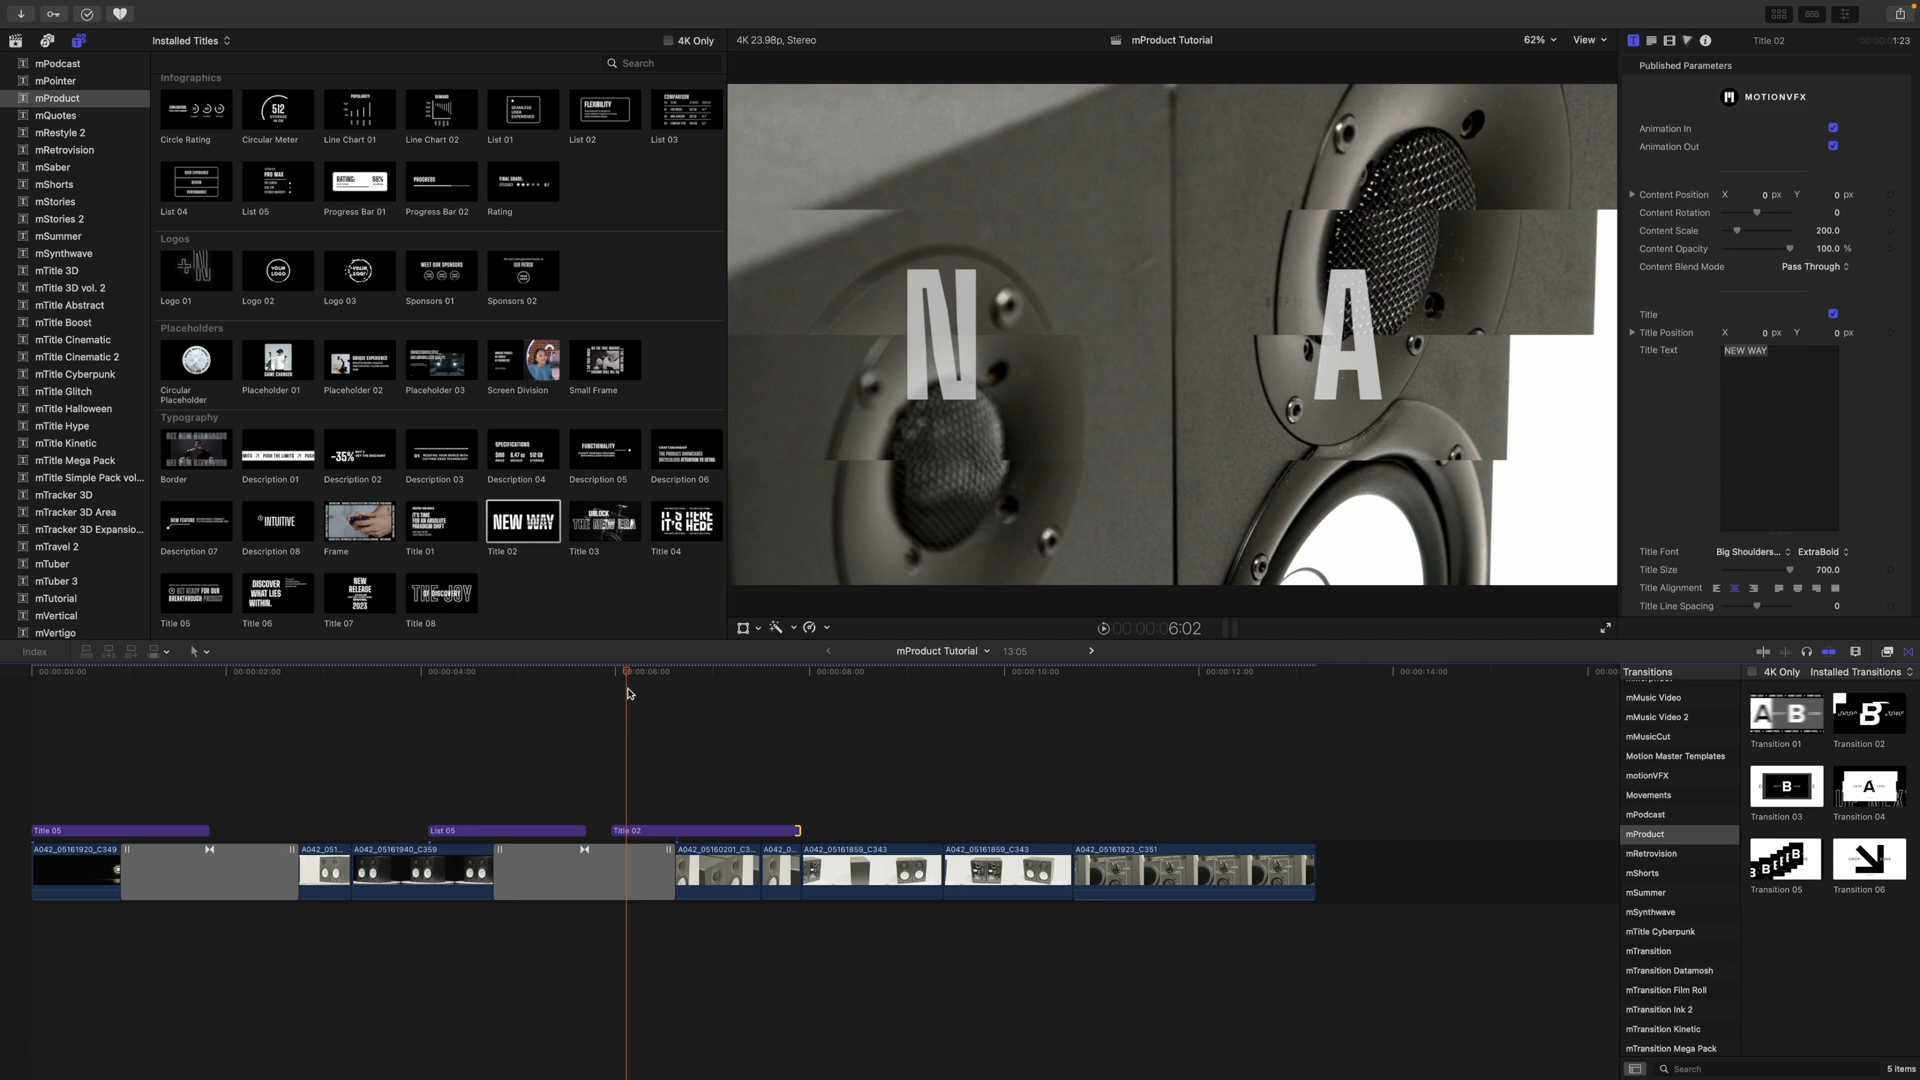 Installed Titles
4K Only
4K 23.98p, Stereo
mProduct Tutorial
62%
View
Title 02
1:23
Search
mPodcast
mPointer
mProduct
mQuotes
mRestyle 2
mRetrovision
mSaber
mShorts
mStories
mStories 2
mSummer
mSynthwave
mTitle 3D
mTitle 3D vol. 2
mTitle Abstract
mTitle Boost
mTitle Cinematic
mTitle Cinematic 2
mTitle Cyberpunk
mTitle Glitch
mTitle Halloween
mTitle Hype
mTitle Kinetic
mTitle Mega Pack
mTitle Simple Pack vol...
mTracker 3D
mTracker 3D Area
mTracker 3D Expansio...
mTravel 2
mTuber
mTuber 3
mTutorial
mVertical
mVertigo
Infographics
Circle Rating
Circular Meter
Line Chart 01
Line Chart 02
List 01
List 02
List 03
List 04
List 05
Progress Bar 01
Progress Bar 02
Rating
Logos
Logo 01
Logo 02
Logo 03
Sponsors 01
Sponsors 02
Placeholders
Circular Placeholder
Placeholder 01
Placeholder 02
Placeholder 03
Screen Division
Small Frame
Typography
Border
Description 01
Description 02
Description 03
Description 04
Description 05
Description 06
NEW WAY
Description 07
Description 08
Frame
Title 01
Title 02
Title 03
Title 04
Title 05
Title 06
Title 07
Title 08
N A
00:00:00:06:02
Published Parameters
MOTIONVFX
Animation In
Animation Out
Content Position X 0 px Y 0 px
Content Rotation 0
Content Scale 200.0
Content Opacity 100.0 %
Content Blend Mode Pass Through
Title
Title Position X 0 px Y 0 px
Title Text NEW WAY
Title Font Big Shoulders... ExtraBold
Title Size 700.0
Title Alignment
Title Line Spacing 0
Index
mProduct Tutorial
13:05
00:00:00:00
00:00:02:00
00:00:04:00
00:00:06:00
00:00:08:00
00:00:10:00
00:00:12:00
00:00:14:00
Title 05
List 05
Title 02
A042_05161920_C349
A042_051...
A042_05161940_C359
A042_05160201_C3...
A042_0...
A042_05161859_C343
A042_05161859_C343
A042_05161923_C351
Transitions
4K Only
Installed Transitions
mMusic Video
mMusic Video 2
mMusicCut
Motion Master Templates
motionVFX
Movements
mPodcast
mProduct
mRetrovision
mShorts
mSummer
mSynthwave
mTitle Cyberpunk
mTransition
mTransition Datamosh
mTransition Film Roll
mTransition Ink 2
mTransition Kinetic
mTransition Mega Pack
Transition 01
Transition 02
Transition 03
Transition 04
Transition 05
Transition 06
Search
5 items